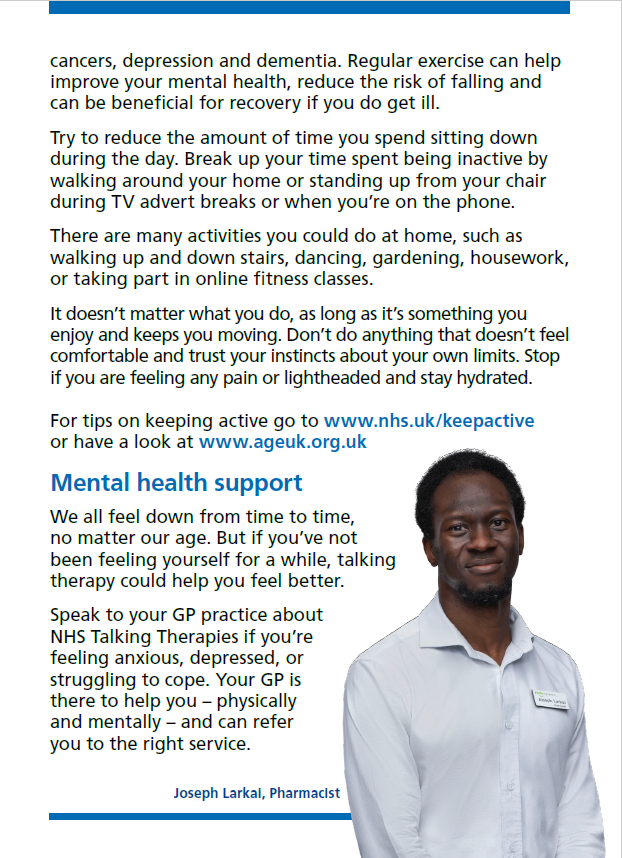 cancers, depression and dementia. Regular exercise can help
improve your mental health, reduce the risk of falling and
can be beneficial for recovery if you do get ill.
Try to reduce the amount of time you spend sitting down
during the day. Break up your time spent being inactive by
walking around your home or standing up from your chair
during TV advert breaks or when you’re on the phone.
There are many activities you could do at home, such as
walking up and down stairs, dancing, gardening, housework,
or taking part in online fitness classes.
It doesn’t matter what you do, as long as it’s something you
enjoy and keeps you moving. Don’t do anything that doesn’t feel
comfortable and trust your instincts about your own limits. Stop
if you are feeling any pain or lightheaded and stay hydrated.
For tips on keeping active go to www.nhs.uk/keepactive
or have a look at www.ageuk.org.uk
Mental health support
We all feel down from time to time,
no matter our age. But if you’ve not
been feeling yourself for a while, talking
therapy could help you feel better.
Speak to your GP practice about
NHS Talking Therapies if you’re
feeling anxious, depressed, or
struggling to cope. Your GP is
there to help you – physically
and mentally – and can refer
you to the right service.
Joseph Larkai, Pharmacist
Joseph Larkai